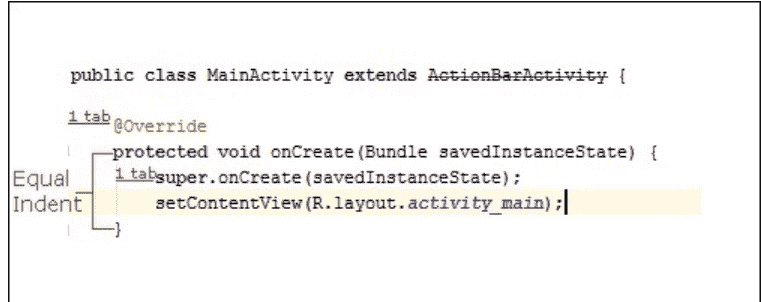 public class MainActivity extends ActionBarActivity {
1 tab
@Override
protected void onCreate(Bundle savedInstanceState) {
Equal
Indent
1 tab
super.onCreate(savedInstanceState);
setContentView(R.layout.activity_main);
}